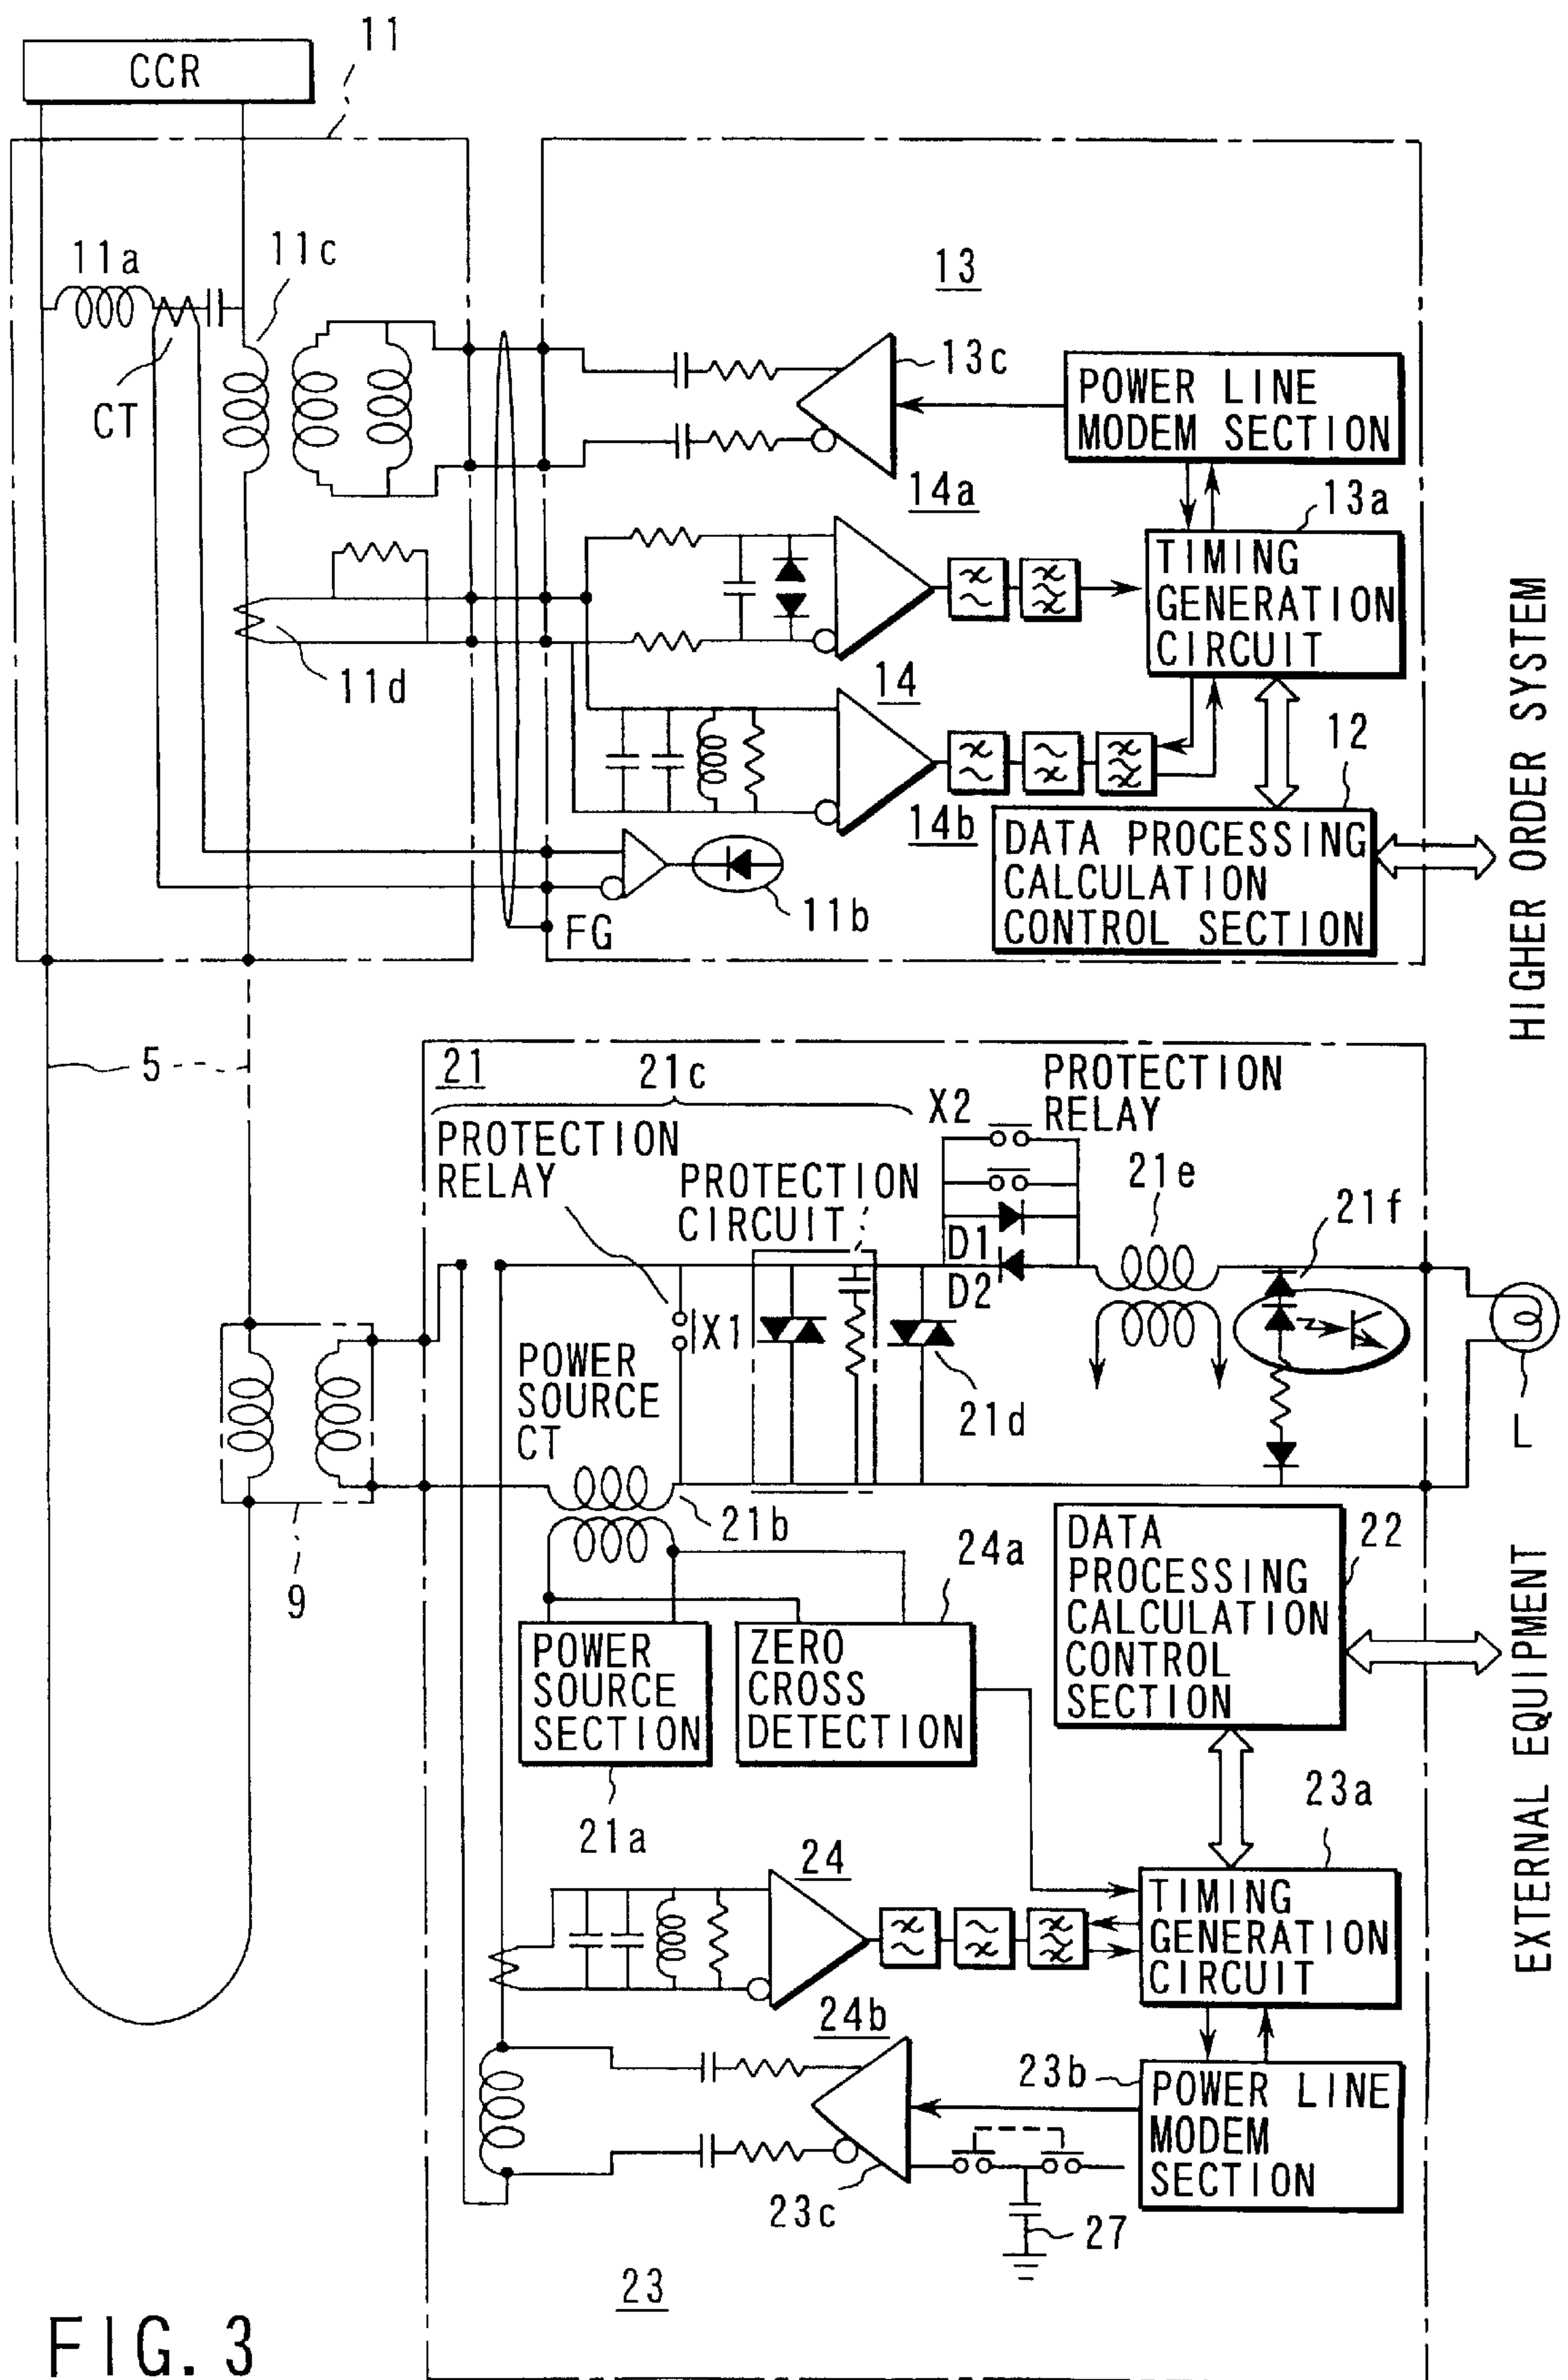 11
CCR
11a
11c
13
CT
13c
POWER LINE
MODEM SECTION
14a
13a
TIMING
GENERATION
CIRCUIT
11d
14
12
14b
DATA PROCESSING
CALCULATION
CONTROL SECTION
11b
FG
HIGHER ORDER SYSTEM
5
21
21c
PROTECTION
RELAY
X2
PROTECTION
RELAY
PROTECTION
CIRCUIT
21e
21f
D1
D2
X1
POWER
SOURCE
CT
21d
L
21b
9
24a
DATA
PROCESSING
CALCULATION
CONTROL
SECTION
22
POWER
SOURCE
SECTION
ZERO
CROSS
DETECTION
EXTERNAL EQUIPMENT
21a
23a
24
TIMING
GENERATION
CIRCUIT
24b
23b
POWER LINE
MODEM
SECTION
23c
27
23
FIG. 3